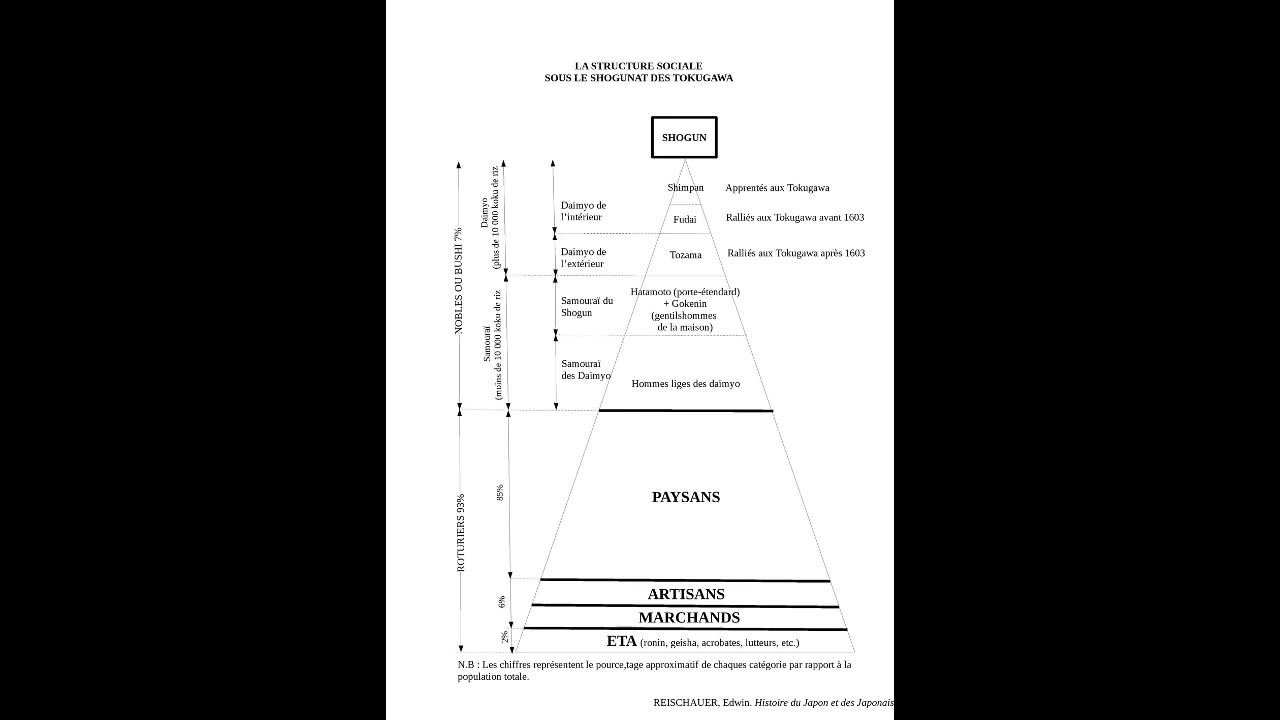 LA STRUCTURE SOCIALE
SOUS LE SHOGUNAT DES TOKUGAWA
SHOGUN
NOBLES OU BUSHI 7%
Daimyo
(plus de 10 000 koku de riz
Daimyo de
l'intérieur
Shimpan
Apprentés aux Tokugawa
Fudai
Ralliés aux Tokugawa avant 1603
Daimyo de
l'extérieur
Tozama
Ralliés aux Tokugawa après 1603
Samouraï
(moins de 10 000 koku de riz
Samouraï du
Shogun
Hatamoto (porte-étendard)
+ Gokenin
(gentilshommes
de la maison)
Samouraï
des Daimyo
Hommes liges des daïmyo
ROTURIERS 93%
85%
PAYSANS
6%
ARTISANS
MARCHANDS
2%
ETA (ronin, geisha, acrobates, lutteurs, etc.)
N.B : Les chiffres représentent le pource,tage approximatif de chaques catégorie par rapport à la
population totale.
REISCHAUER, Edwin. Histoire du Japon et des Japonais